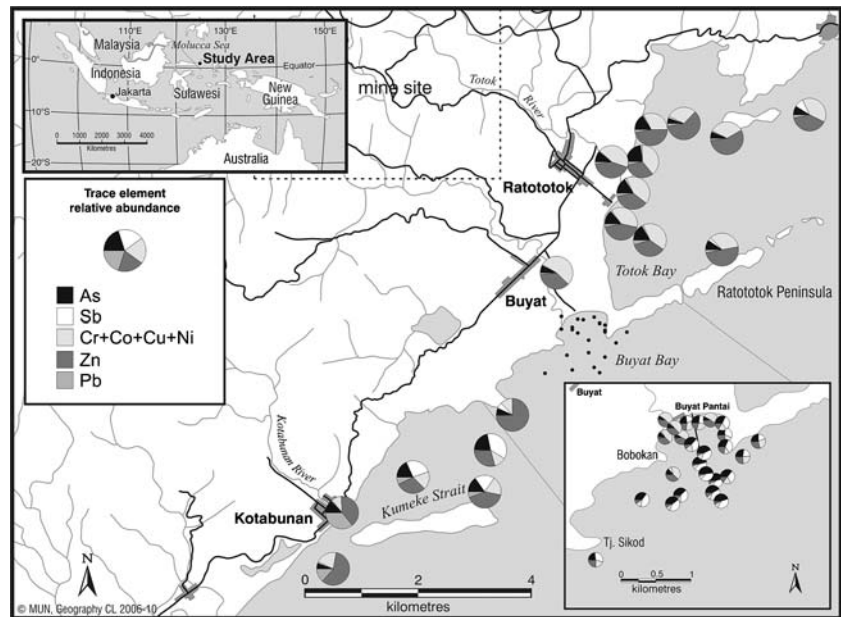 110°E
130°E
150°E
Malaysia
Molucca Sea
Study Area
0°
Equator
Indonesia
Sulawesi
New
Guinea
Jakarta
-10°S
110°E
130°E
0 1000 2000 3000 4000
Kilometres
Australia
-20°S
150°E
mine site
Totok
River
Ratototok
Trace element
relative abundance
As
Sb
Cr+Co+Cu+Ni
Zn
Pb
Totok Bay
Ratototok Peninsula
Buyat
Buyat Bay
Kotabunan River
Kotabunan
Kumeke Strait
N
0 2 4
kilometres
Buyat
Buyat Pantai
Bobokan
Tj. Sikod
0 0.5 1
kilometres
N
© MUN, Geography CL 2006-10